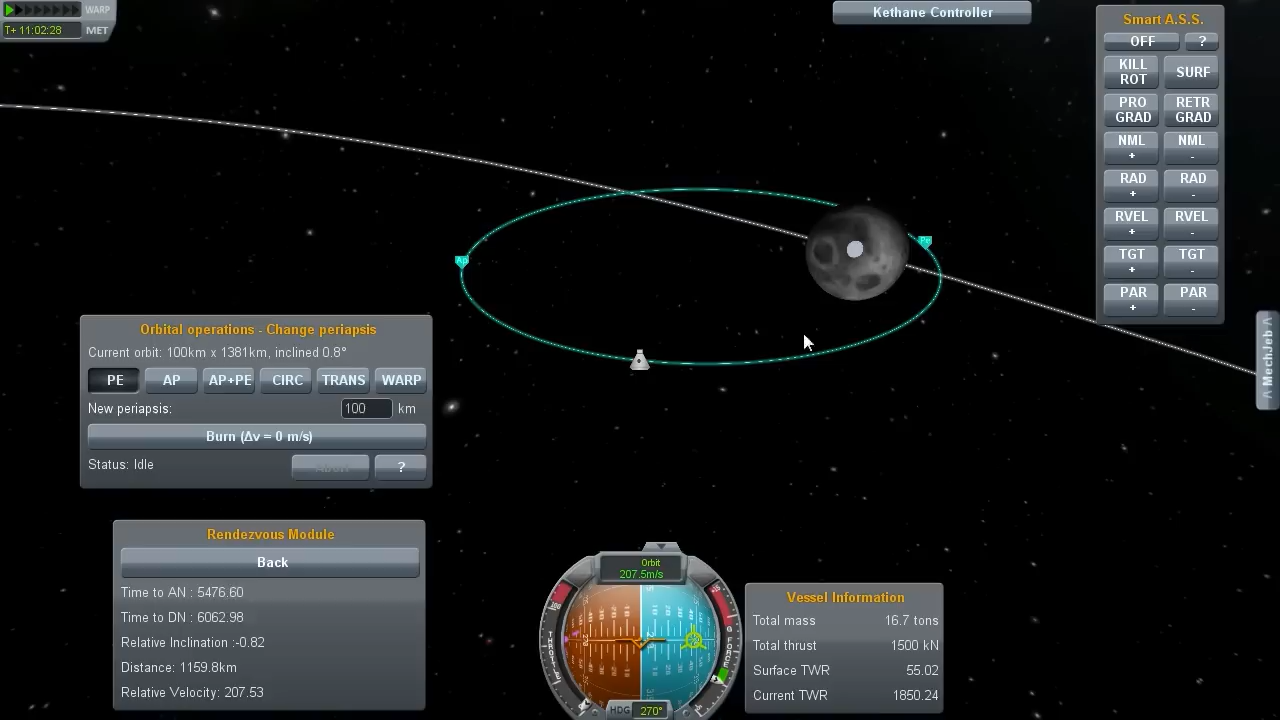 WARP
T+ 11:02:28 MET
Kethane Controller
Smart A.S.S.
OFF ?
KILL ROT SURF
PRO GRAD RETR GRAD
NML + NML -
RAD + RAD -
RVEL + RVEL -
TGT + TGT -
PAR + PAR -
< MechJeb <
Ap
Pe
Orbital operations - Change periapsis
Current orbit: 100km x 1381km, inclined 0.8°
PE AP AP+PE CIRC TRANS WARP
New periapsis: 100 km
Burn (Δv = 0 m/s)
Status: Idle Abort ?
Rendezvous Module
Back
Time to AN : 5476.60
Time to DN : 6062.98
Relative Inclination :-0.82
Distance: 1159.8km
Relative Velocity: 207.53
Orbit
207.5m/s
HDG 270°
Vessel Information
Total mass 16.7 tons
Total thrust 1500 kN
Surface TWR 55.02
Current TWR 1850.24